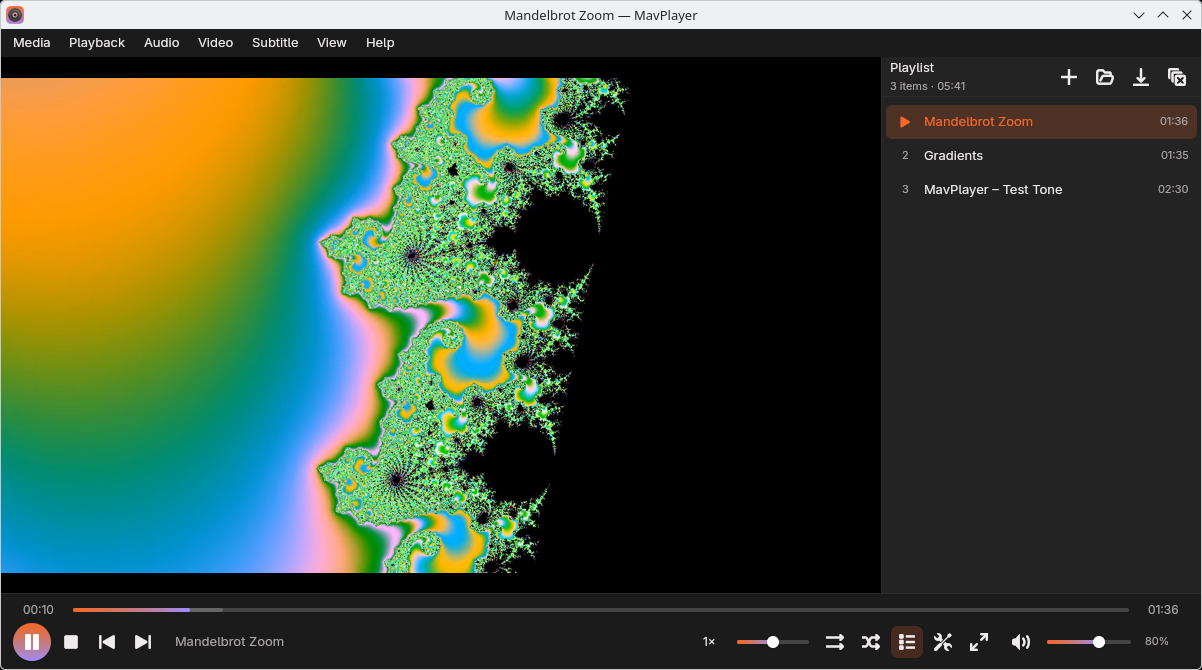 Mandelbrot Zoom — MavPlayer
Media Playback Audio Video Subtitle View Help
Playlist
3 items · 05:41
Mandelbrot Zoom 01:36
2 Gradients 01:35
3 MavPlayer – Test Tone 02:30
00:10 01:36
Mandelbrot Zoom 1× 80%